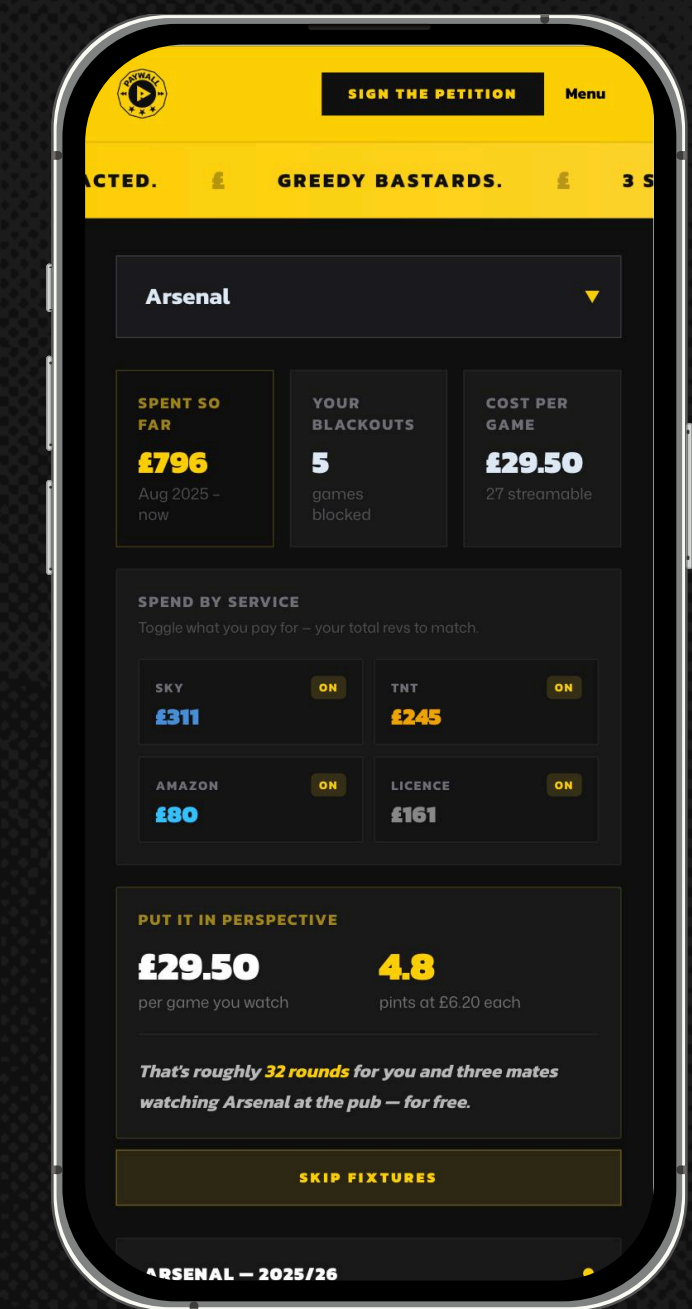 PAYWALL
SIGN THE PETITION
Menu
ACTED. £ GREEDY BASTARDS. £ 3 S
Arsenal
SPENT SO
FAR
£796
Aug 2025 –
now
YOUR
BLACKOUTS
5
games
blocked
COST PER
GAME
£29.50
27 streamable
SPEND BY SERVICE
Toggle what you pay for — your total revs to match.
SKY ON
£311
TNT ON
£245
AMAZON ON
£80
LICENCE ON
£161
PUT IT IN PERSPECTIVE
£29.50
per game you watch
4.8
pints at £6.20 each
That's roughly 32 rounds for you and three mates
watching Arsenal at the pub — for free.
SKIP FIXTURES
ARSENAL — 2025/26